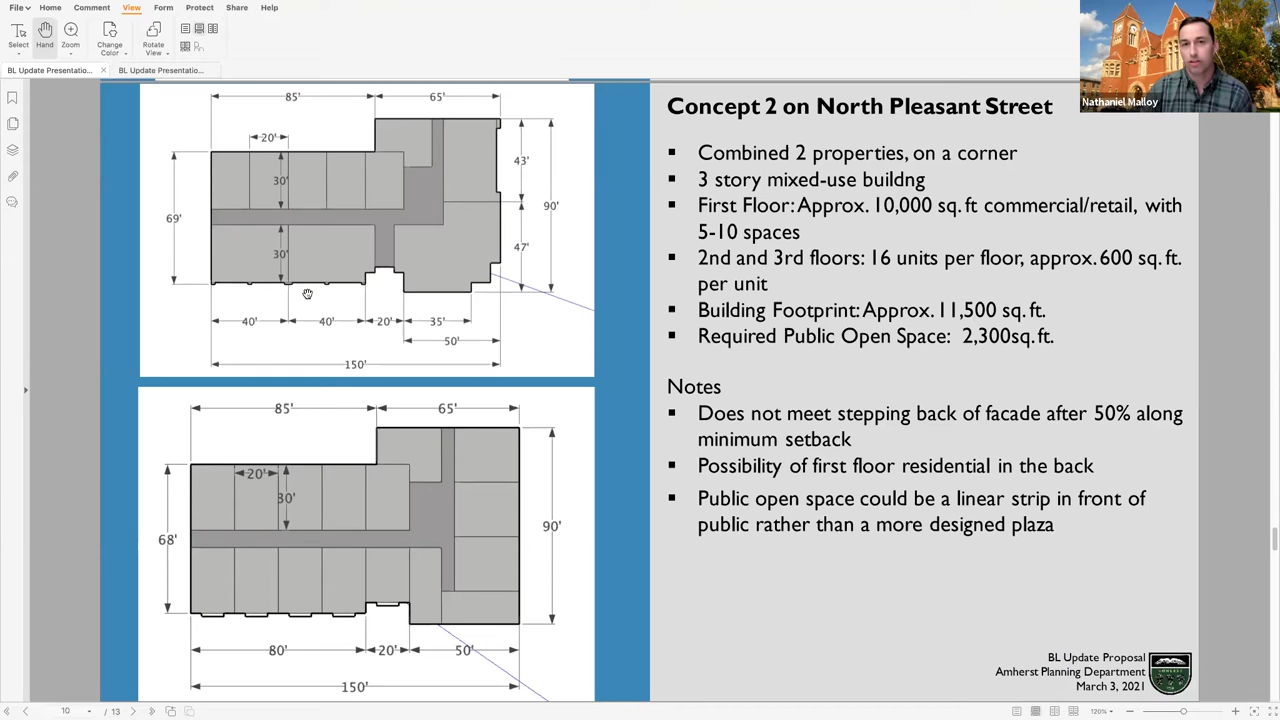 File Home Comment View Form Protect Share Help
Select Hand Zoom Change Color Rotate View
BL Update Presentatio... × BL Update Presentatio...
Nathaniel Malloy
85' 65'
20'
30'
43'
69'
90'
30'
47'
40' 40' 20' 35'
50'
150'
85' 65'
20'
30'
68'
90'
80' 20' 50'
150'
Concept 2 on North Pleasant Street
Combined 2 properties, on a corner
3 story mixed-use buildng
First Floor: Approx. 10,000 sq. ft commercial/retail, with
5-10 spaces
2nd and 3rd floors: 16 units per floor, approx. 600 sq. ft.
per unit
Building Footprint: Approx. 11,500 sq. ft.
Required Public Open Space: 2,300sq. ft.
Notes
Does not meet stepping back of facade after 50% along
minimum setback
Possibility of first floor residential in the back
Public open space could be a linear strip in front of
public rather than a more designed plaza
BL Update Proposal
Amherst Planning Department
March 3, 2021
10 / 13
120%